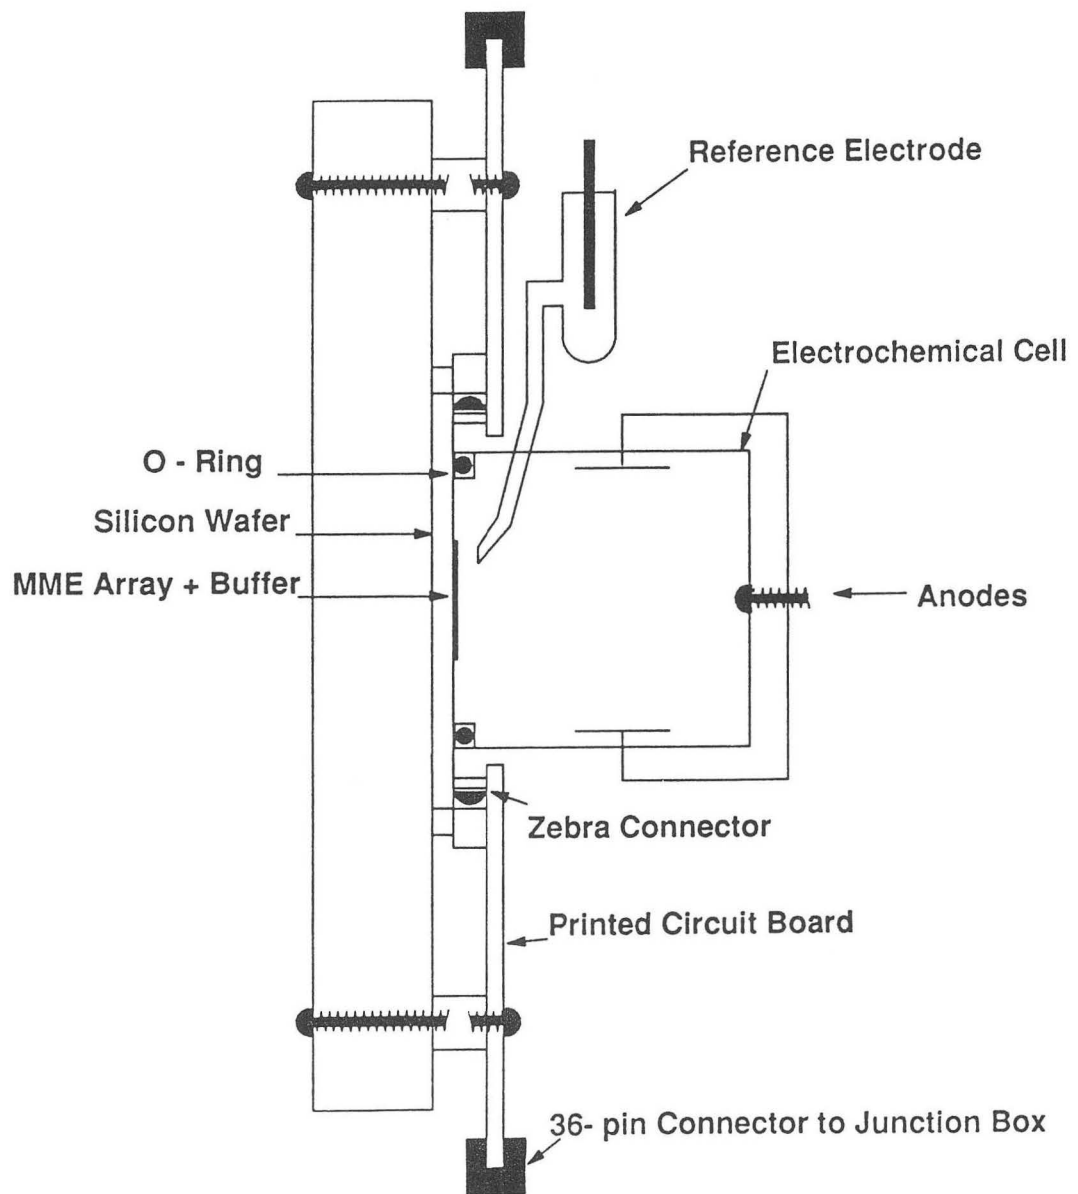 Reference Electrode
Electrochemical Cell
O - Ring
Silicon Wafer
MME Array + Buffer
Anodes
Zebra Connector
Printed Circuit Board
36- pin Connector to Junction Box